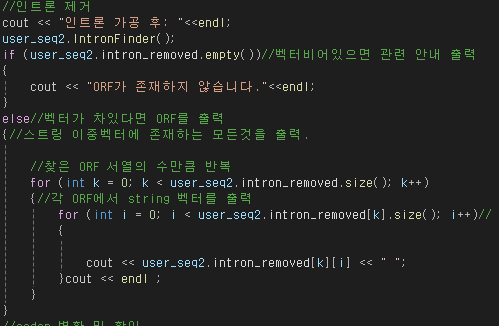 //인트론 제거
cout << "인트론 가공 후: "<<endl;
user_seq2.IntronFinder();
if (user_seq2.intron_removed.empty())//벡터비어있으면 관련 안내 출력
{
cout << "ORF가 존재하지 않습니다."<<endl;
}
else//벡터가 차있다면 ORF를 출력
{//스트링 이중벡터에 존재하는 모든것을 출력.
//찾은 ORF 서열의 수만큼 반복
for (int k = 0; k < user_seq2.intron_removed.size(); k++)
{//각 ORF에서 string 벡터를 출력
for (int i = 0; i < user_seq2.intron_removed[k].size(); i++)//
{
cout << user_seq2.intron_removed[k][i] << " ";
}cout << endl ;
}
}